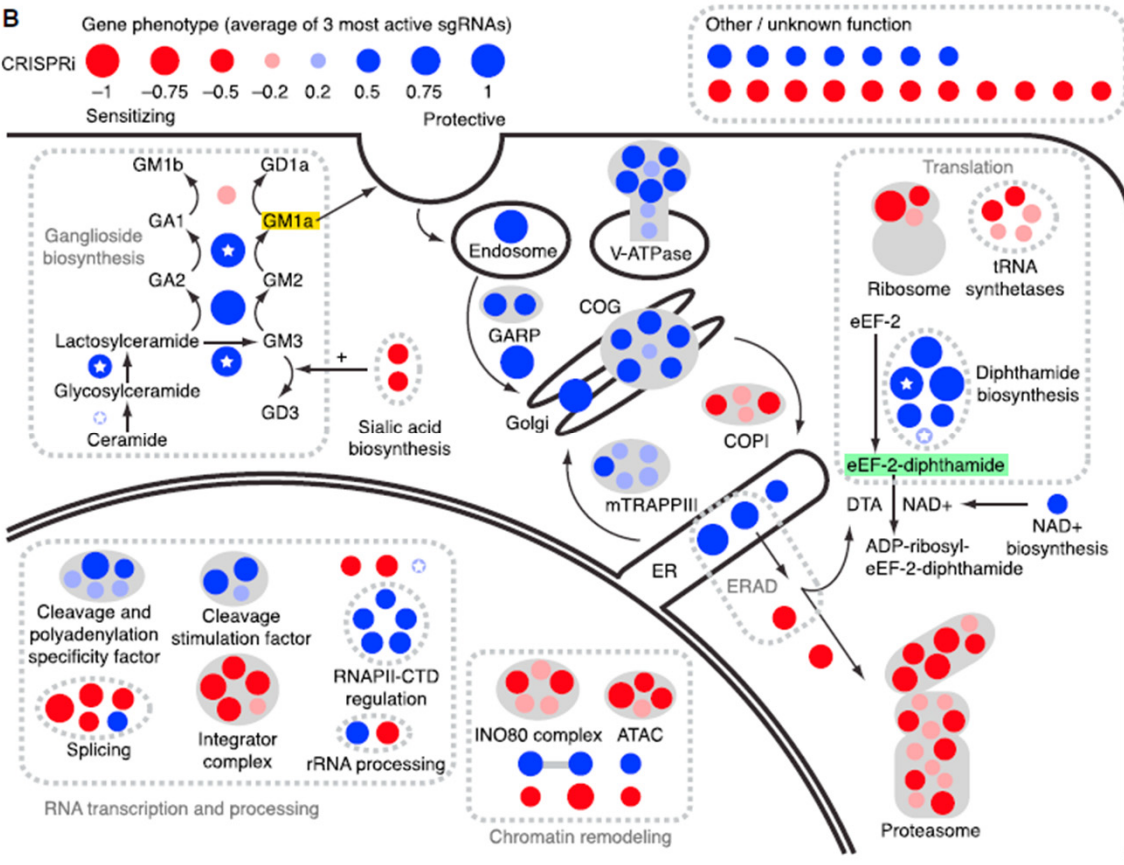 B
Gene phenotype (average of 3 most active sgRNAs)
CRISPRi
−1 −0.75 −0.5 −0.2 0.2 0.5 0.75 1
Sensitizing Protective
Other / unknown function
GM1b GD1a
GA1 GM1a
Ganglioside
biosynthesis
GA2 GM2
Lactosylceramide GM3
Glycosylceramide
Ceramide
GD3
+
Sialic acid
biosynthesis
Endosome
V-ATPase
GARP
COG
Golgi
COPI
mTRAPPIII
ER
ERAD
Translation
Ribosome
tRNA
synthetases
eEF-2
Diphthamide
biosynthesis
eEF-2-diphthamide
DTA NAD+
NAD+
biosynthesis
ADP-ribosyl-
eEF-2-diphthamide
Cleavage and
polyadenylation
specificity factor
Cleavage
stimulation factor
RNAPII-CTD
regulation
Splicing
Integrator
complex
rRNA processing
RNA transcription and processing
INO80 complex ATAC
Chromatin remodeling
Proteasome